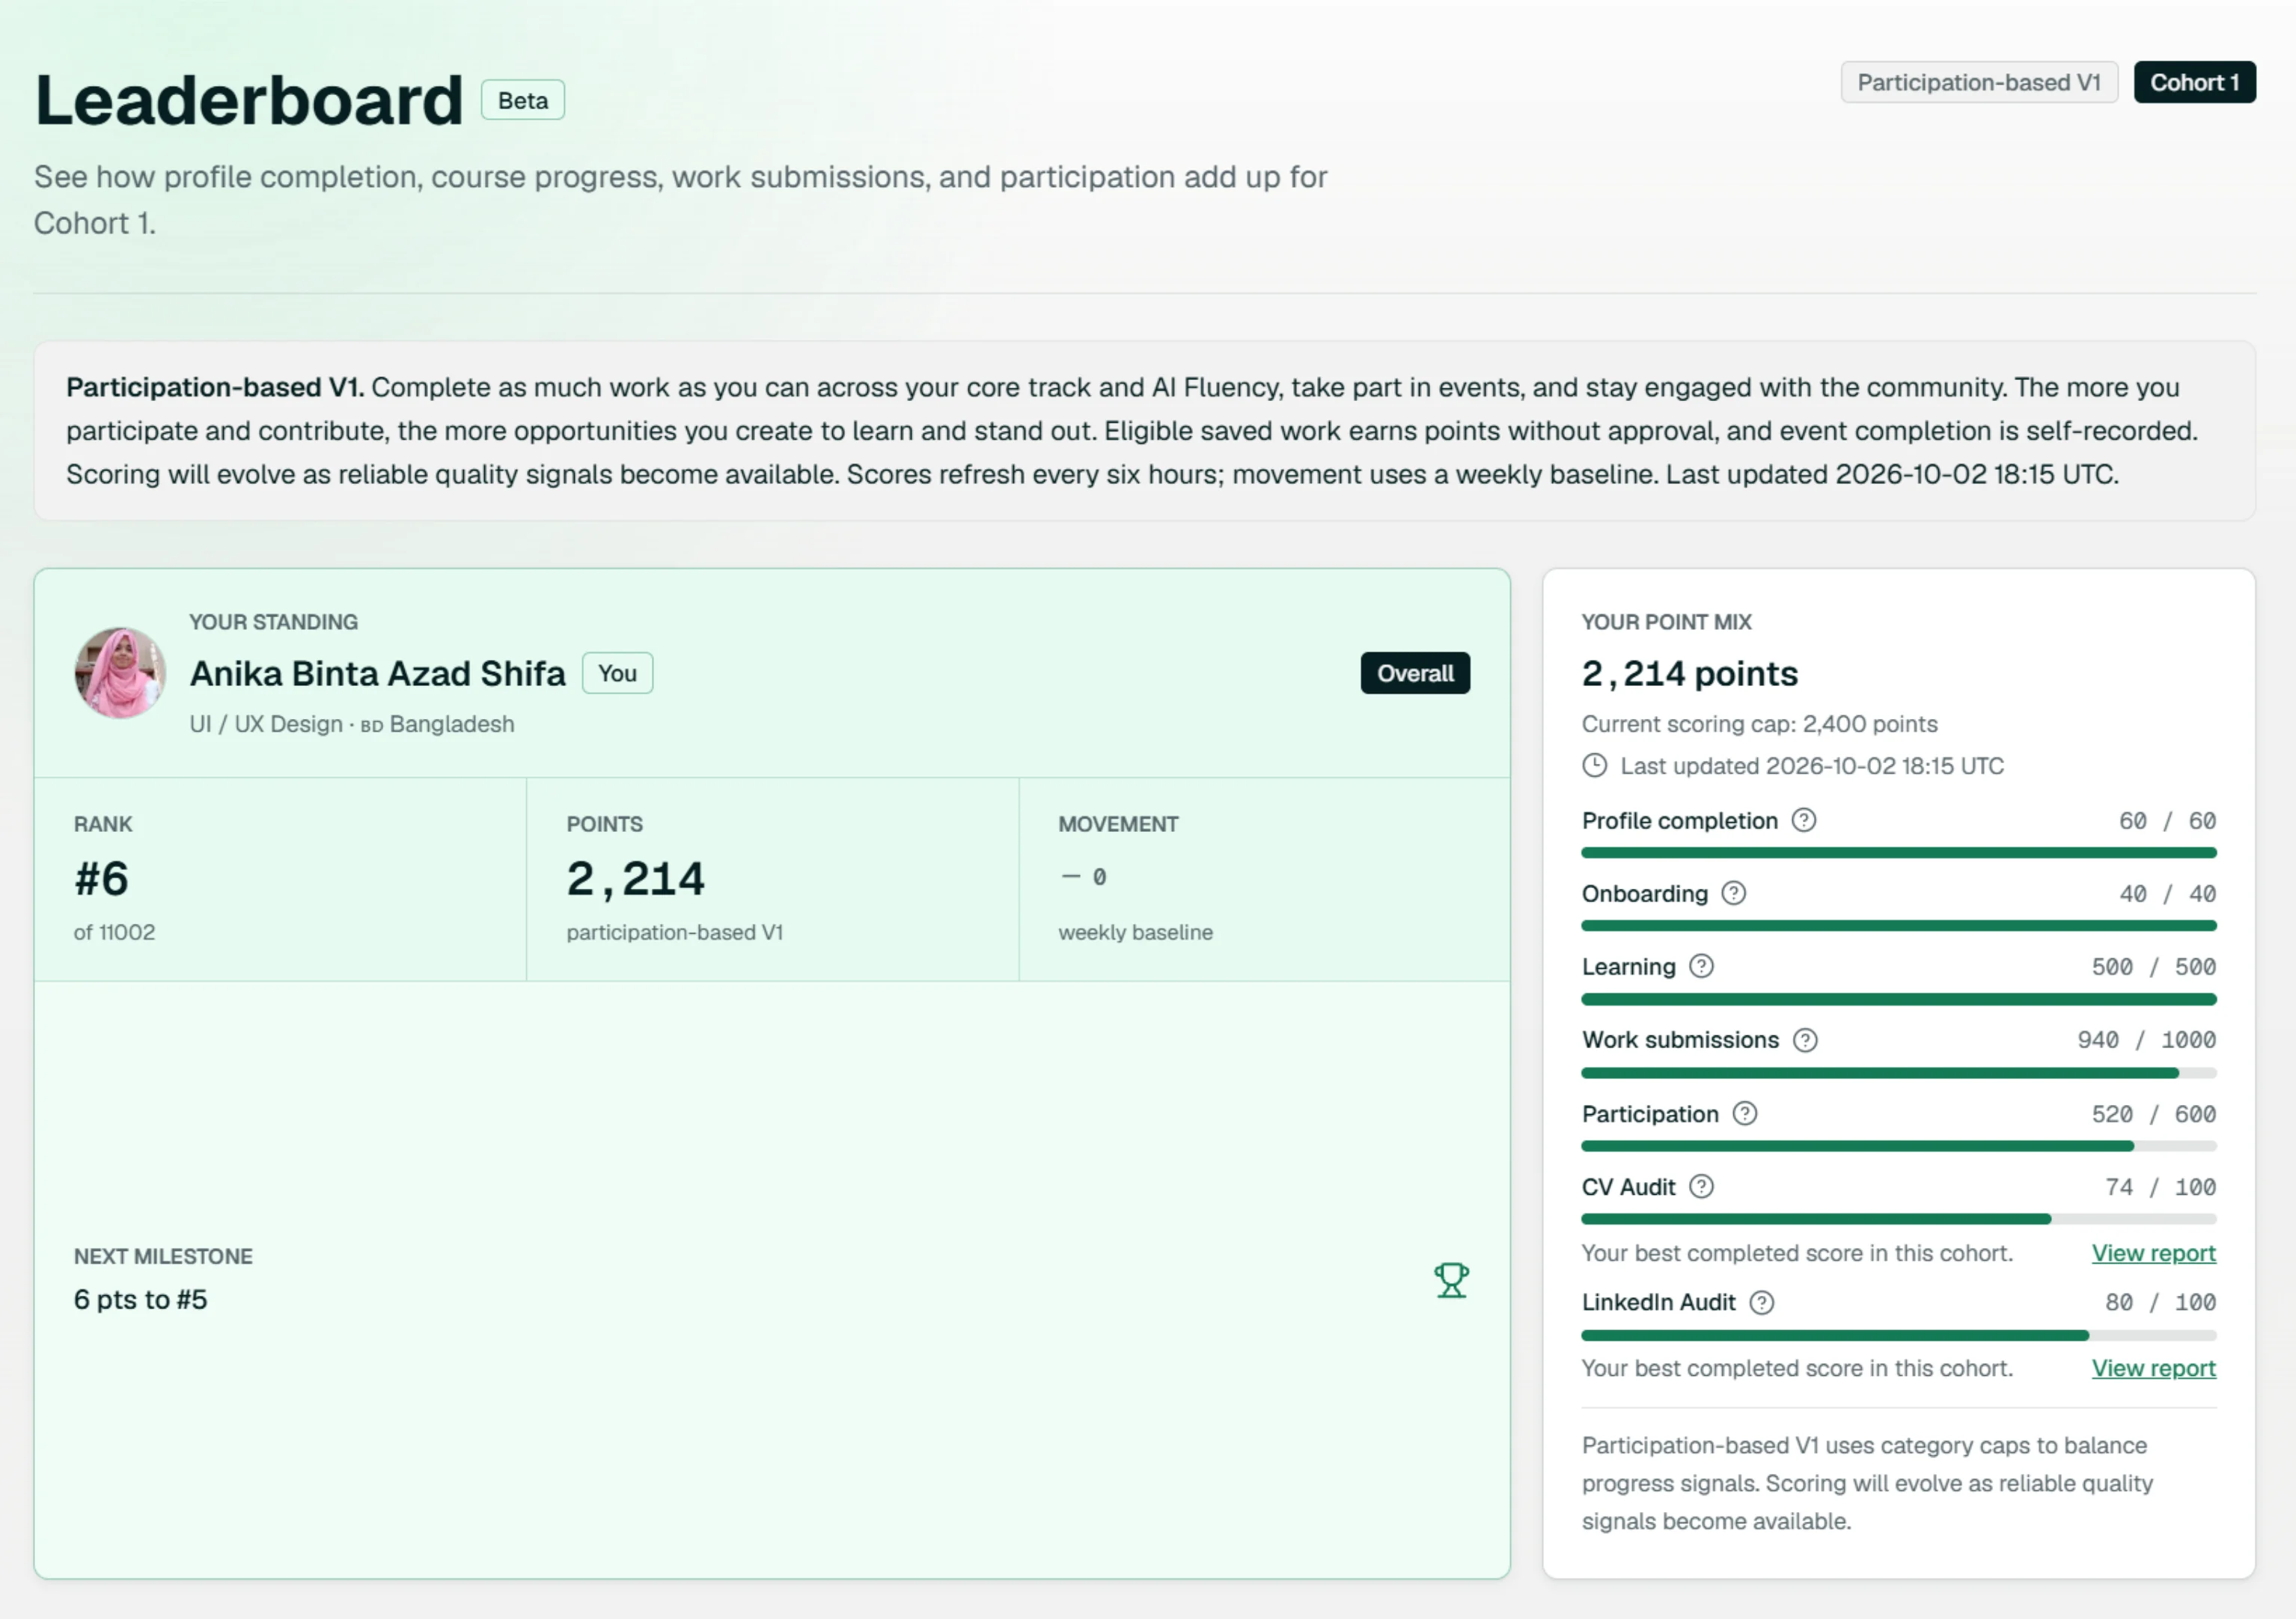 Leaderboard Beta
Participation-based V1 Cohort 1
See how profile completion, course progress, work submissions, and participation add up for
Cohort 1.
Participation-based V1. Complete as much work as you can across your core track and AI Fluency, take part in events, and stay engaged with the community. The more you
participate and contribute, the more opportunities you create to learn and stand out. Eligible saved work earns points without approval, and event completion is self-recorded.
Scoring will evolve as reliable quality signals become available. Scores refresh every six hours; movement uses a weekly baseline. Last updated 2026-10-02 18:15 UTC.
YOUR STANDING
Anika Binta Azad Shifa You
Overall
UI / UX Design · BD Bangladesh
RANK
#6
of 11002
POINTS
2,214
participation-based V1
MOVEMENT
— 0
weekly baseline
NEXT MILESTONE
6 pts to #5
YOUR POINT MIX
2,214 points
Current scoring cap: 2,400 points
Last updated 2026-10-02 18:15 UTC
Profile completion ? 60 / 60
Onboarding ? 40 / 40
Learning ? 500 / 500
Work submissions ? 940 / 1000
Participation ? 520 / 600
CV Audit ? 74 / 100
Your best completed score in this cohort. View report
LinkedIn Audit ? 80 / 100
Your best completed score in this cohort. View report
Participation-based V1 uses category caps to balance
progress signals. Scoring will evolve as reliable quality
signals become available.